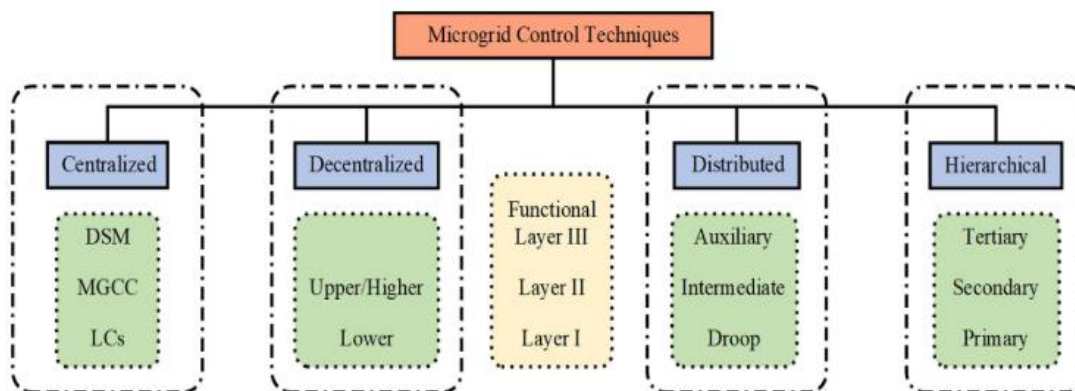 Microgrid Control Techniques
Centralized
DSM
MGCC
LCs
Decentralized
Upper/Higher
Lower
Functional
Layer III
Layer II
Layer I
Distributed
Auxiliary
Intermediate
Droop
Hierarchical
Tertiary
Secondary
Primary